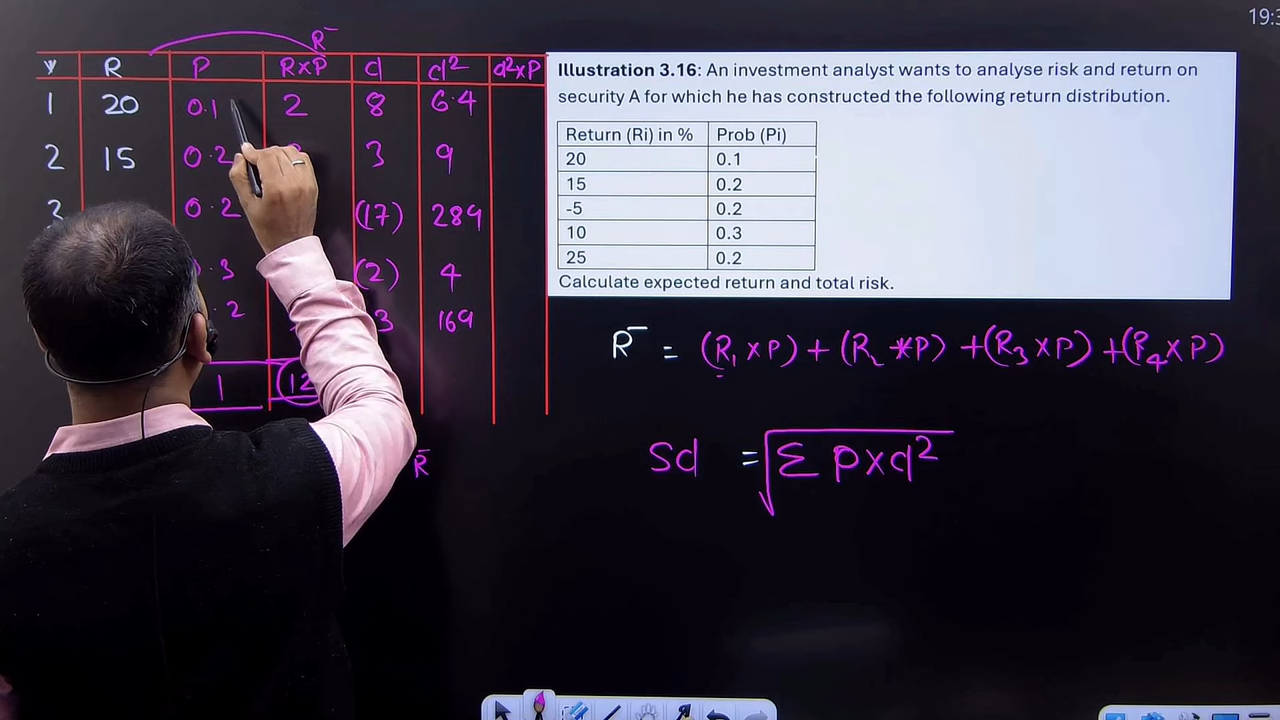 19:3
R̄
γ R P R×P d d² d²×P
1 20 0.1 2 8 6.4
2 15 0.2 3 9
3 0.2 (17) 289
.3 (2) 4
.2 3 169
1 12
R̄
Illustration 3.16: An investment analyst wants to analyse risk and return on
security A for which he has constructed the following return distribution.
Return (Ri) in % Prob (Pi)
20 0.1
15 0.2
-5 0.2
10 0.3
25 0.2
Calculate expected return and total risk.
R̄ = (R₁ × P) + (R₂ * P) + (R₃ × P) + (R₄ × P)
Sd = √Σ P×d²